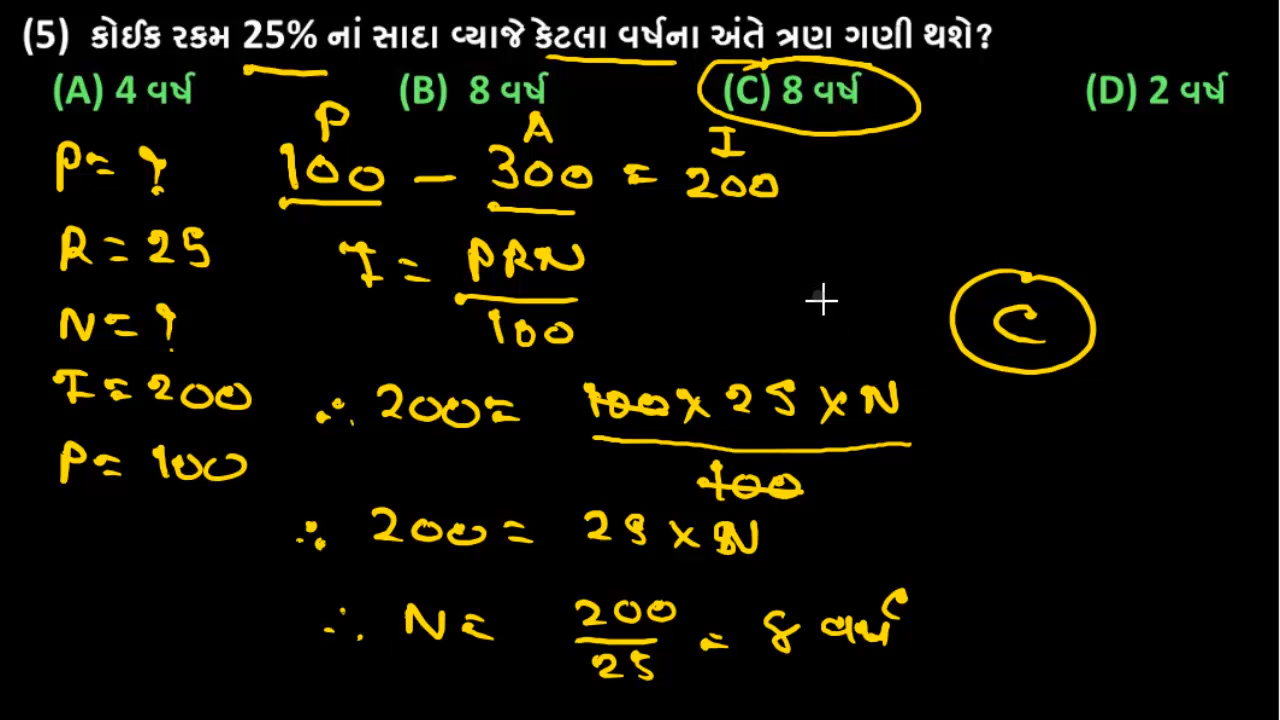 (5) કોઈક રકમ 25% નાં સાદા વ્યાજે કેટલા વર્ષના અંતે ત્રણ ગણી થશે?
(A) 4 વર્ષ (B) 8 વર્ષ (C) 8 વર્ષ (D) 2 વર્ષ
P A I
P = ? 100 - 300 = 200
R = 25 I = PRN / 100
N = ? C
I = 200 ∴ 200 = 100 x 25 x N / 100
P = 100
∴ 200 = 25 x N
∴ N = 200 / 25 = 8 વર્ષ